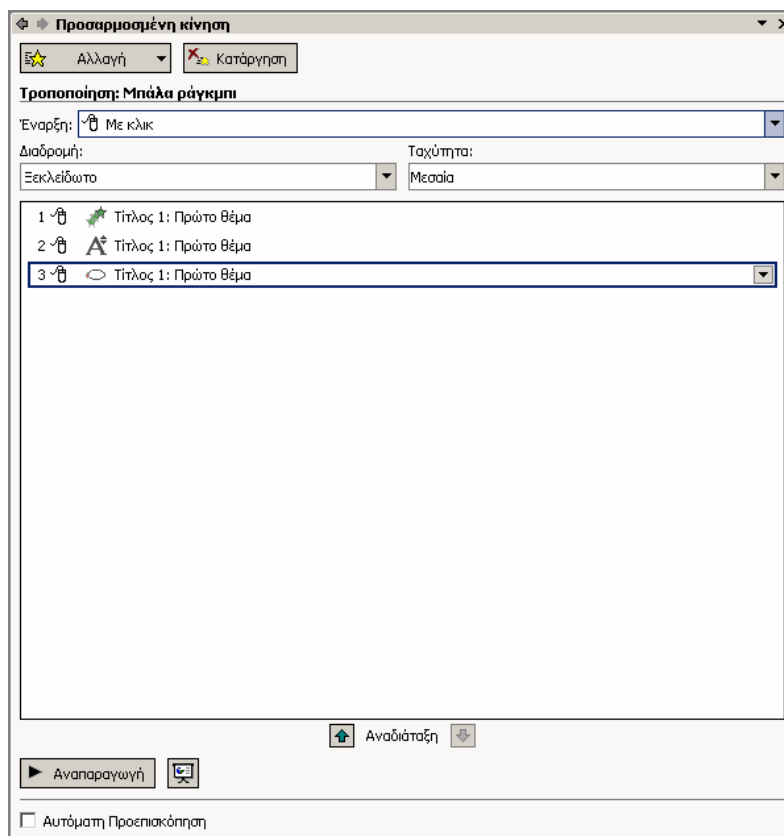 Προσαρμοσμένη κίνηση
Αλλαγή Κατάργηση
Τροποποίηση: Μπάλα ράγκμπι
Έναρξη: Με κλικ
Διαδρομή: Ταχύτητα:
Ξεκλείδωτο Μεσαία
1 Τίτλος 1: Πρώτο θέμα
2 Τίτλος 1: Πρώτο θέμα
3 Τίτλος 1: Πρώτο θέμα
Αναδιάταξη
Αναπαραγωγή
Αυτόματη Προεπισκόπηση